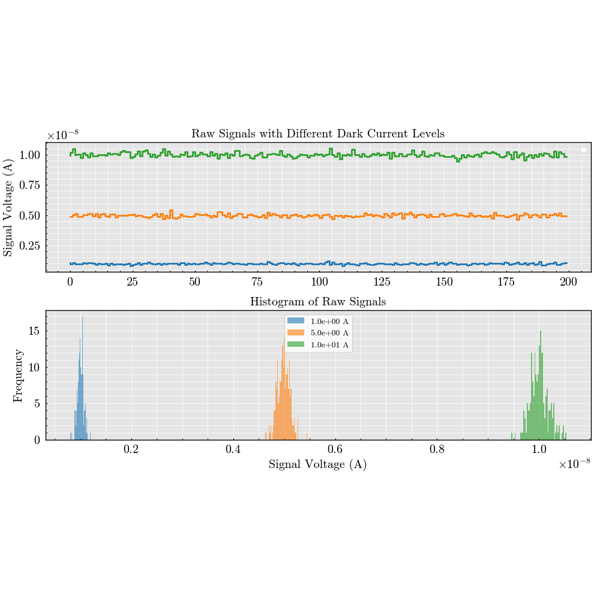 Raw Signals with Different Dark Current Levels
×10⁻⁸
1.00
0.75
0.50
0.25
Signal Voltage (A)
0 25 50 75 100 125 150 175 200
Histogram of Raw Signals
1.0e+00 A
5.0e+00 A
1.0e+01 A
15
10
5
0
Frequency
0.2 0.4 0.6 0.8 1.0
Signal Voltage (A)
×10⁻⁸